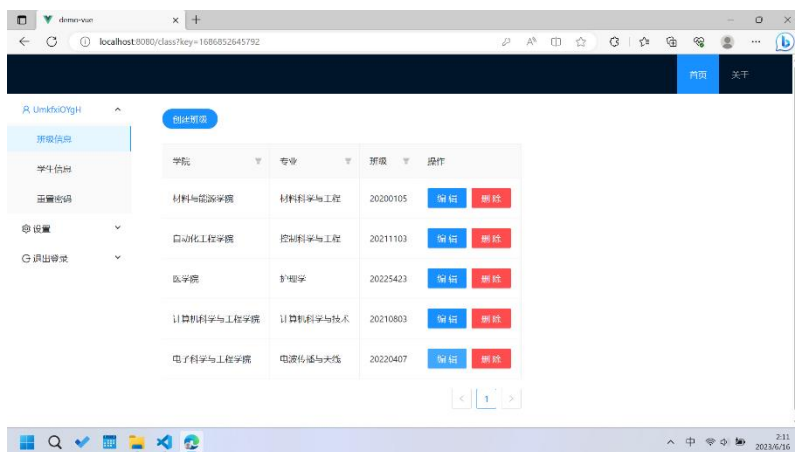 demo-vue
localhost:8080/class?key=1686852645792
首页 关于
UmkfxiOYgH
班级信息
学生信息
重置密码
设置
退出登录
创建班级
学院 专业 班级 操作
材料与能源学院 材料科学与工程 20200105 编辑 删除
自动化工程学院 控制科学与工程 20211103 编辑 删除
医学院 护理学 20225423 编辑 删除
计算机科学与工程学院 计算机科学与技术 20210803 编辑 删除
电子科学与工程学院 电波传播与天线 20220407 编辑 删除
< 1 >
中
2:11
2023/6/16